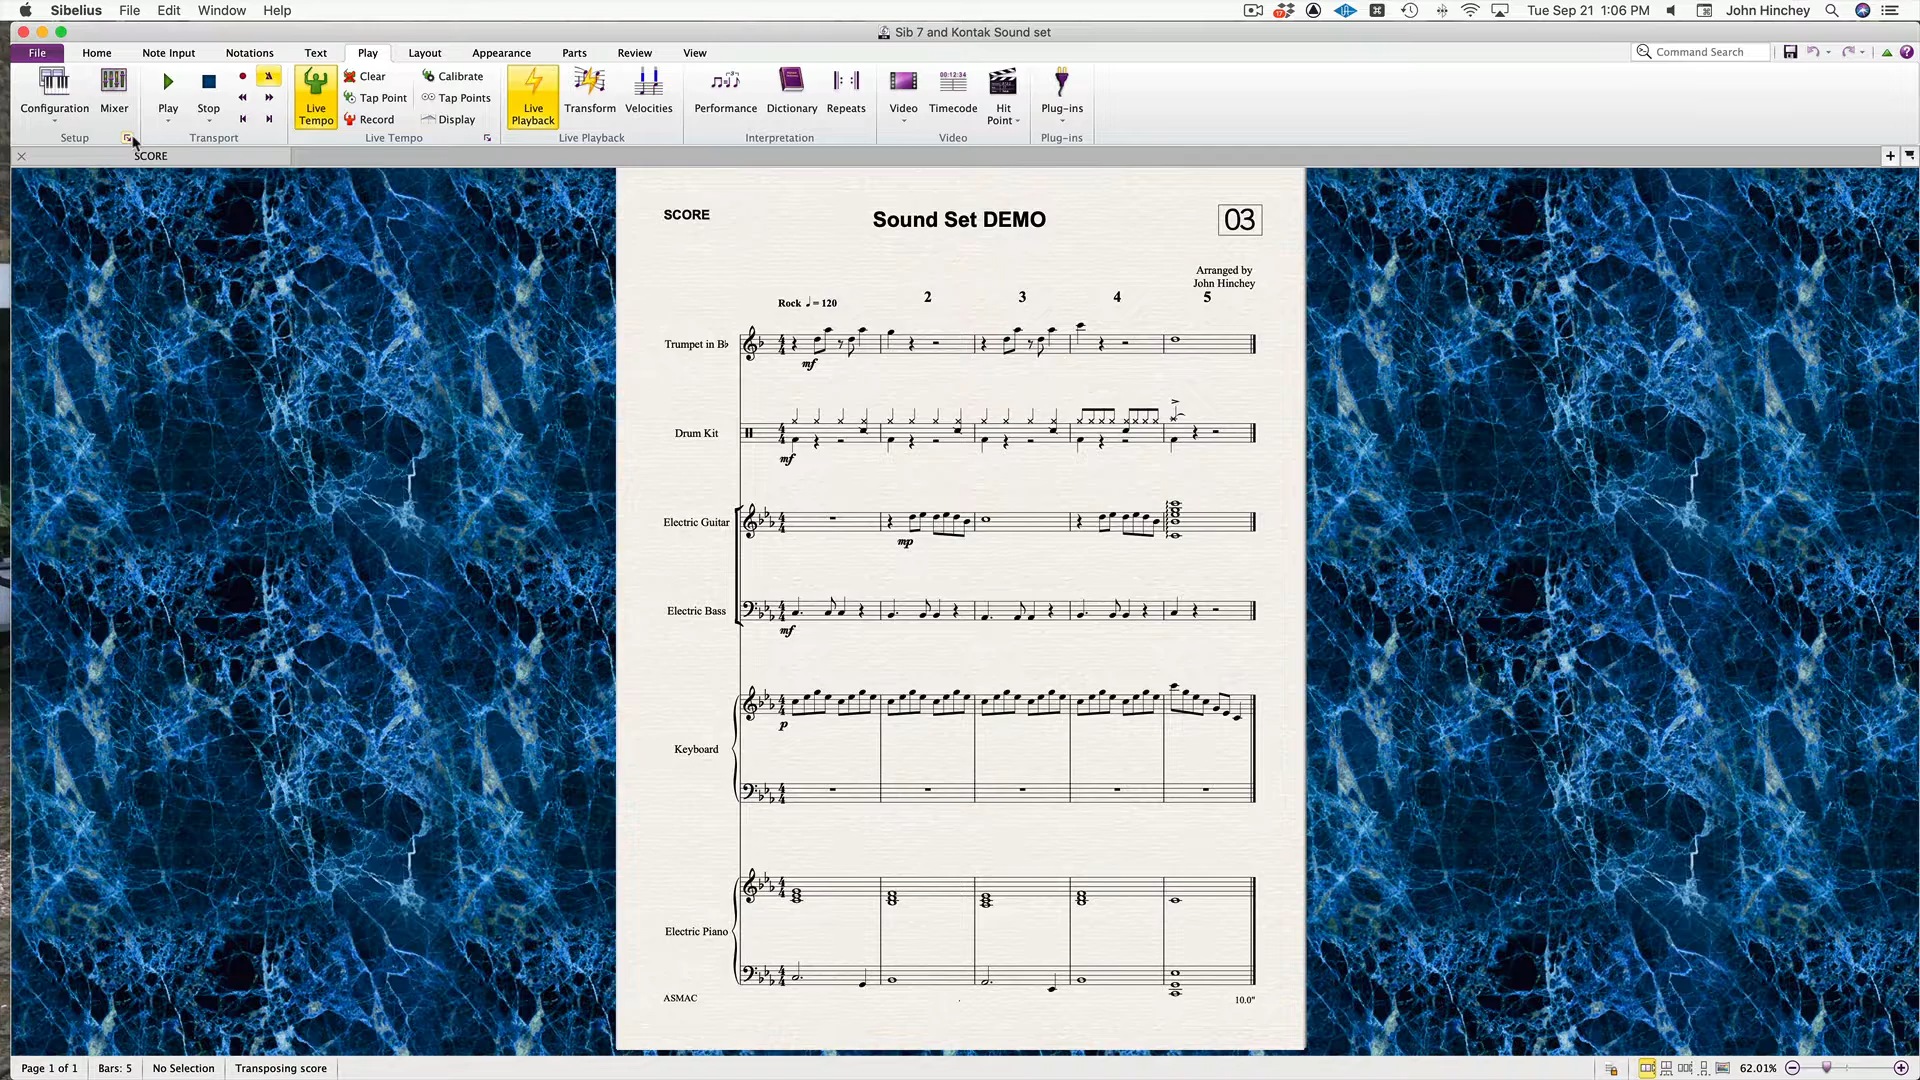 Sibelius File Edit Window Help
17
Tue Sep 21 1:06 PM John Hinchey
Sib 7 and Kontak Sound set
File Home Note Input Notations Text Play Layout Appearance Parts Review View
Command Search
Configuration Mixer
Setup
Play Stop
Transport
Live Tempo
Clear Calibrate
Tap Point Tap Points
Record Display
Live Tempo
Live Playback Transform Velocities
Live Playback
Performance Dictionary Repeats
Interpretation
00:12:34
Video Timecode Hit Point
Video
Plug-ins
Plug-ins
SCORE
SCORE
Sound Set DEMO
03
Arranged by
John Hinchey
Rock ♩ = 120
2 3 4 5
Trumpet in B♭
mf
Drum Kit
mf
Electric Guitar
mp
Electric Bass
mf
Keyboard
p
Electric Piano
ASMAC
10.0"
Page 1 of 1 Bars: 5 No Selection Transposing score
62.01%